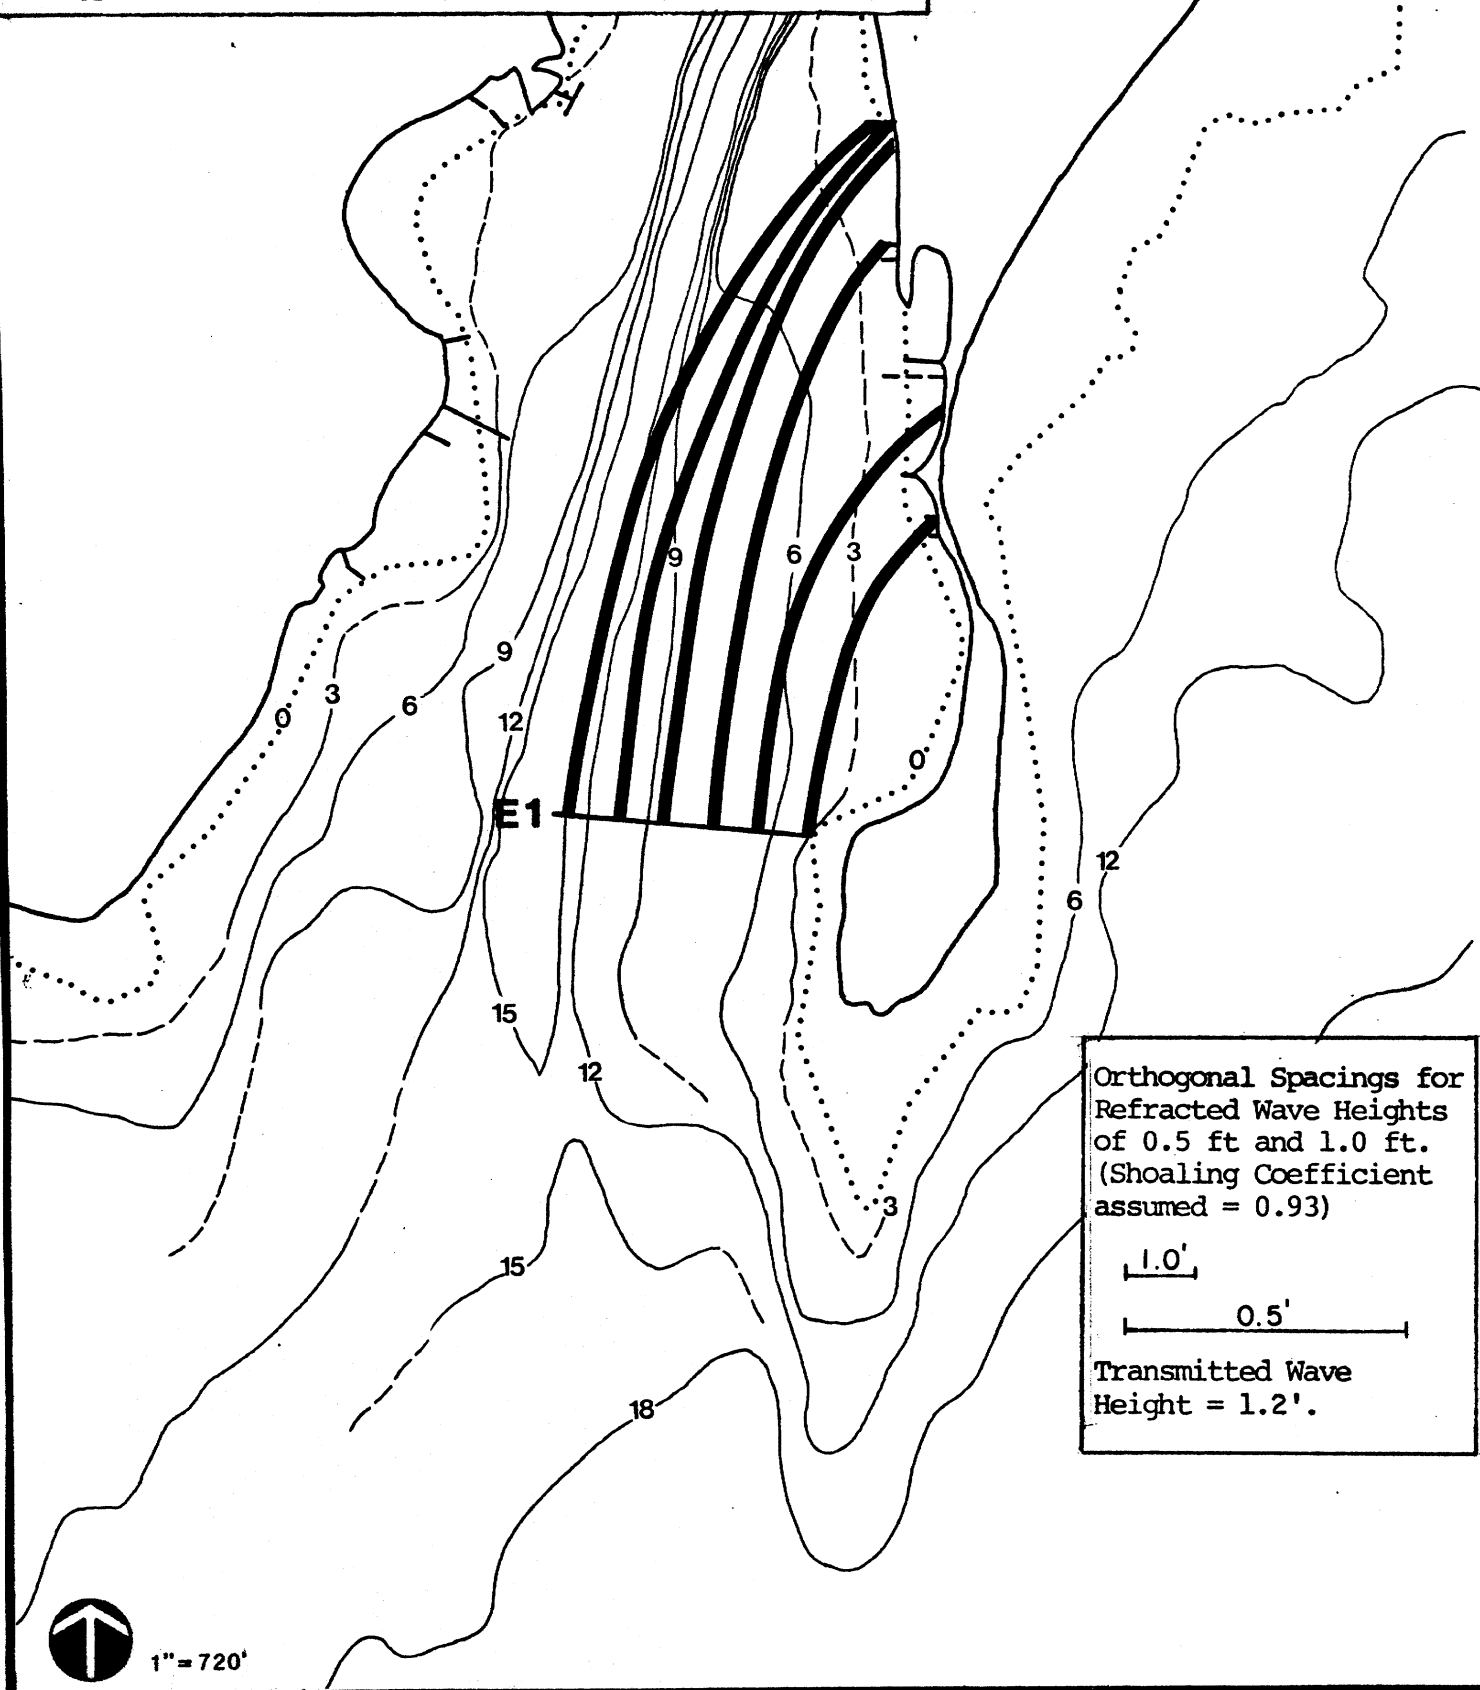 9
6
3
9
3
0
6
12
0
E1
12
6
15
12
Orthogonal Spacings for
Refracted Wave Heights
of 0.5 ft and 1.0 ft.
(Shoaling Coefficient
assumed = 0.93)
3
1.0'
15
0.5'
Transmitted Wave
Height = 1.2'.
18
1"=720'